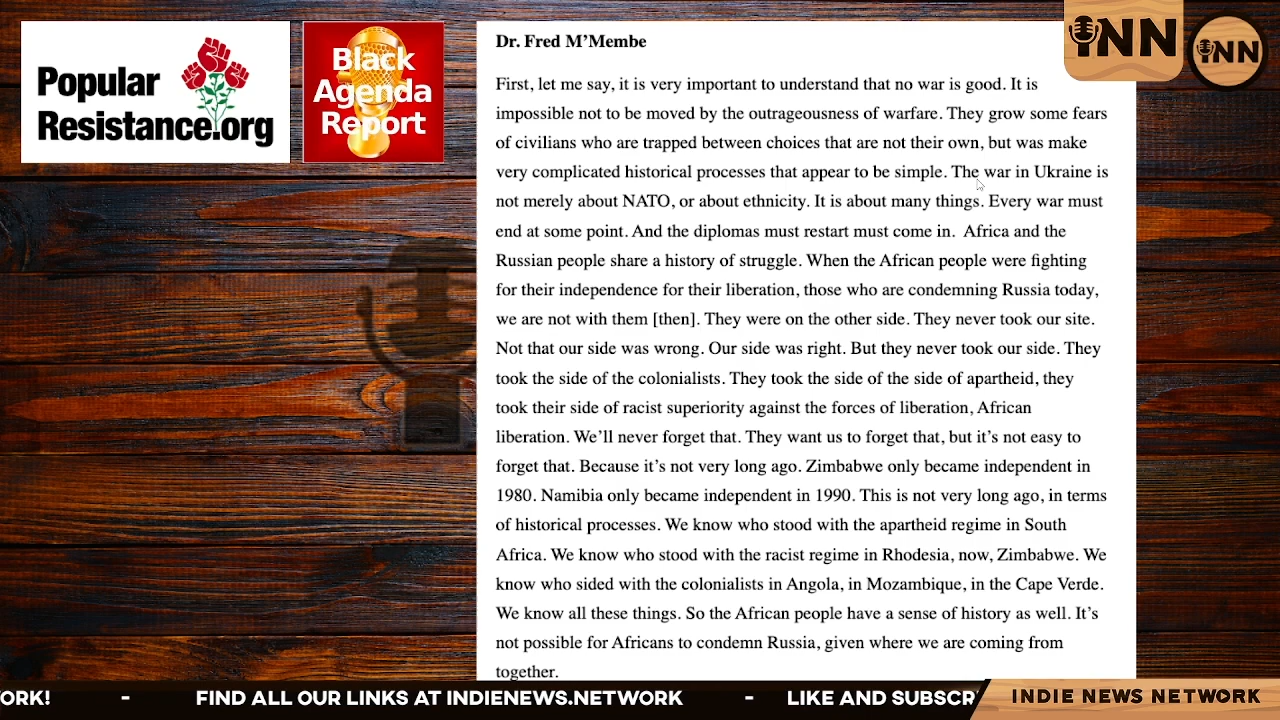 Popular
Resistance.org
Black
Agenda
Report
iNN
iNN
Dr. Fred M’Membe
First, let me say, it is very important to understand that no war is good. It is
impossible not to be moved by the outrageousness of warfare. They grow some fears
of civilians who are trapped between choices that are not their own, but was make
very complicated historical processes that appear to be simple. The war in Ukraine is
not merely about NATO, or about ethnicity. It is about many things. Every war must
end at some point. And the diplomas must restart must come in.  Africa and the
Russian people share a history of struggle. When the African people were fighting
for their independence for their liberation, those who are condemning Russia today,
we are not with them [then]. They were on the other side. They never took our site.
Not that our side was wrong. Our side was right. But they never took our side. They
took the side of the colonialists. They took the side of the side of apartheid, they
took their side of racist superiority against the forces of liberation, African
liberation. We’ll never forget that. They want us to forget that, but it’s not easy to
forget that. Because it’s not very long ago. Zimbabwe only became independent in
1980. Namibia only became independent in 1990. This is not very long ago, in terms
of historical processes. We know who stood with the apartheid regime in South
Africa. We know who stood with the racist regime in Rhodesia, now, Zimbabwe. We
know who sided with the colonialists in Angola, in Mozambique, in the Cape Verde.
We know all these things. So the African people have a sense of history as well. It’s
not possible for Africans to condemn Russia, given where we are coming from
together.
ORK! - FIND ALL OUR LINKS AT INDIENEWS.NETWORK - LIKE AND SUBSCR
INDIE NEWS NETWORK